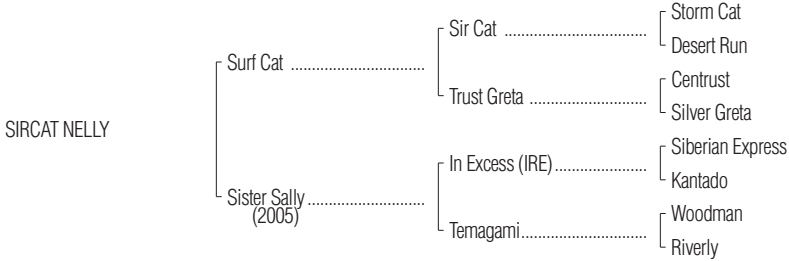 Storm Cat
Sir Cat ..................................
Desert Run
Surf Cat ................................
Centrust
Trust Greta ............................
Silver Greta
SIRCAT NELLY
Siberian Express
In Excess (IRE)......................
Kantado
Sister Sally............................
(2005)
Woodman
Temagami..............................
Riverly